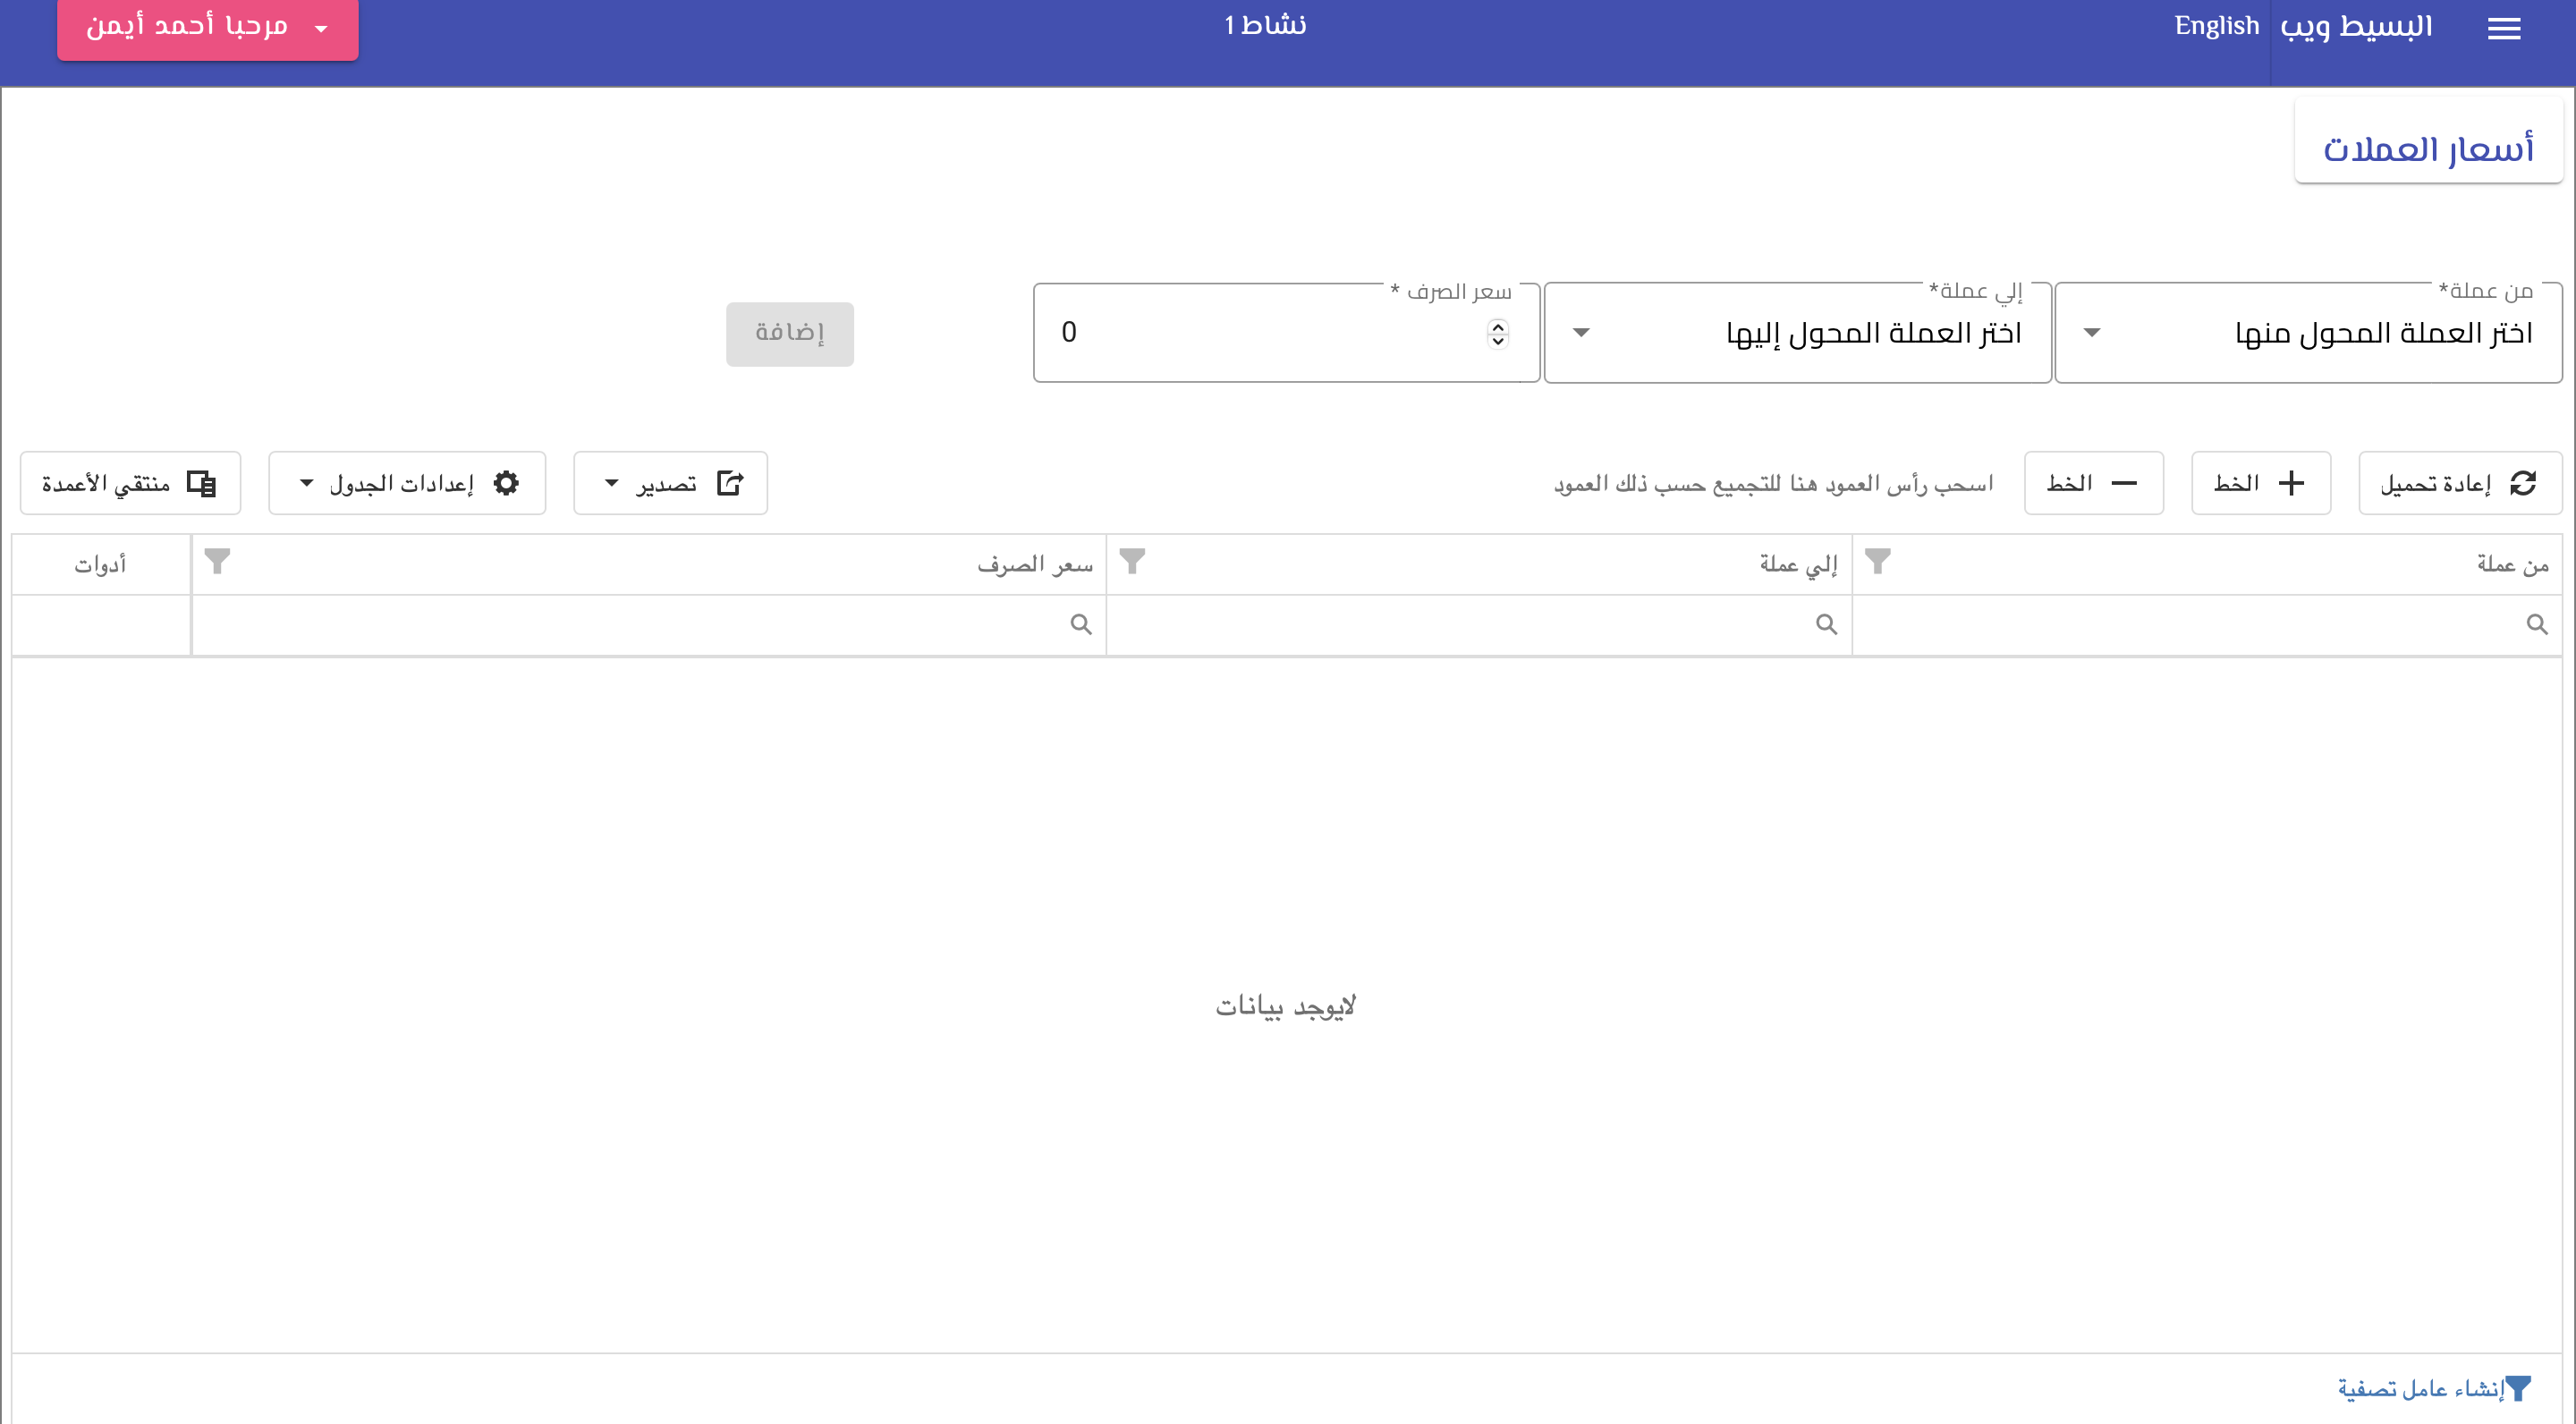 البسيط ويب
English
نشاط 1
مرحبا أحمد أيمن
أسعار العملات
من عملة*
اختر العملة المحول منها
إلي عملة*
اختر العملة المحول إليها
سعر الصرف *
0
إضافة
إعادة تحميل
الخط
الخط
اسحب رأس العمود هنا للتجميع حسب ذلك العمود
تصدير
إعدادات الجدول
منتقي الأعمدة
من عملة
إلي عملة
سعر الصرف
أدوات
لايوجد بيانات
إنشاء عامل تصفية